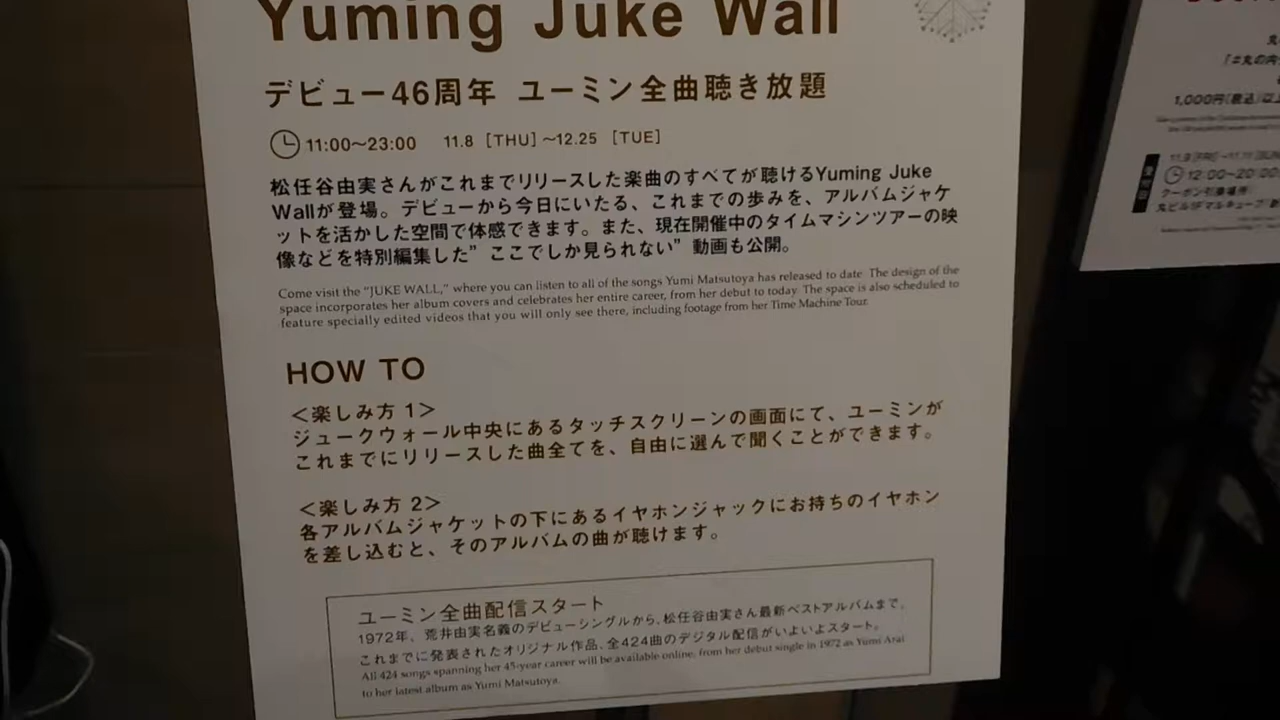 Yuming Juke Wall
デビュー46周年 ユーミン全曲聴き放題
11:00〜23:00 11.8 [THU] 〜12.25 [TUE]
松任谷由実さんがこれまでリリースした楽曲のすべてが聴けるYuming Juke
Wallが登場。デビューから今日にいたる、これまでの歩みを、アルバムジャケ
ットを活かした空間で体感できます。また、現在開催中のタイムマシンツアーの映
像などを特別編集した”ここでしか見られない”動画も公開。
Come visit the "JUKE WALL," where you can listen to all of the songs Yumi Matsutoya has released to date. The design of the
space incorporates her album covers and celebrates her entire career, from her debut to today. The space is also scheduled to
feature specially edited videos that you will only see there, including footage from her Time Machine Tour.
HOW TO
<楽しみ方 1>
ジュークウォール中央にあるタッチスクリーンの画面にて、ユーミンが
これまでにリリースした曲全てを、自由に選んで聞くことができます。
<楽しみ方 2>
各アルバムジャケットの下にあるイヤホンジャックにお持ちのイヤホン
を差し込むと、そのアルバムの曲が聴けます。
ユーミン全曲配信スタート
1972年、荒井由実名義のデビューシングルから、松任谷由実さん最新ベストアルバムまで、
これまでに発表されたオリジナル作品、全424曲のデジタル配信がいよいよスタート。
All 424 songs spanning her 45-year career will be available online, from her debut single in 1972 as Yumi Arai
to her latest album as Yumi Matsutoya.
1,000円(税込)以上
11.9 [FRI]〜11.11 [SUN
12:00〜20:00
クーポン引換場所: